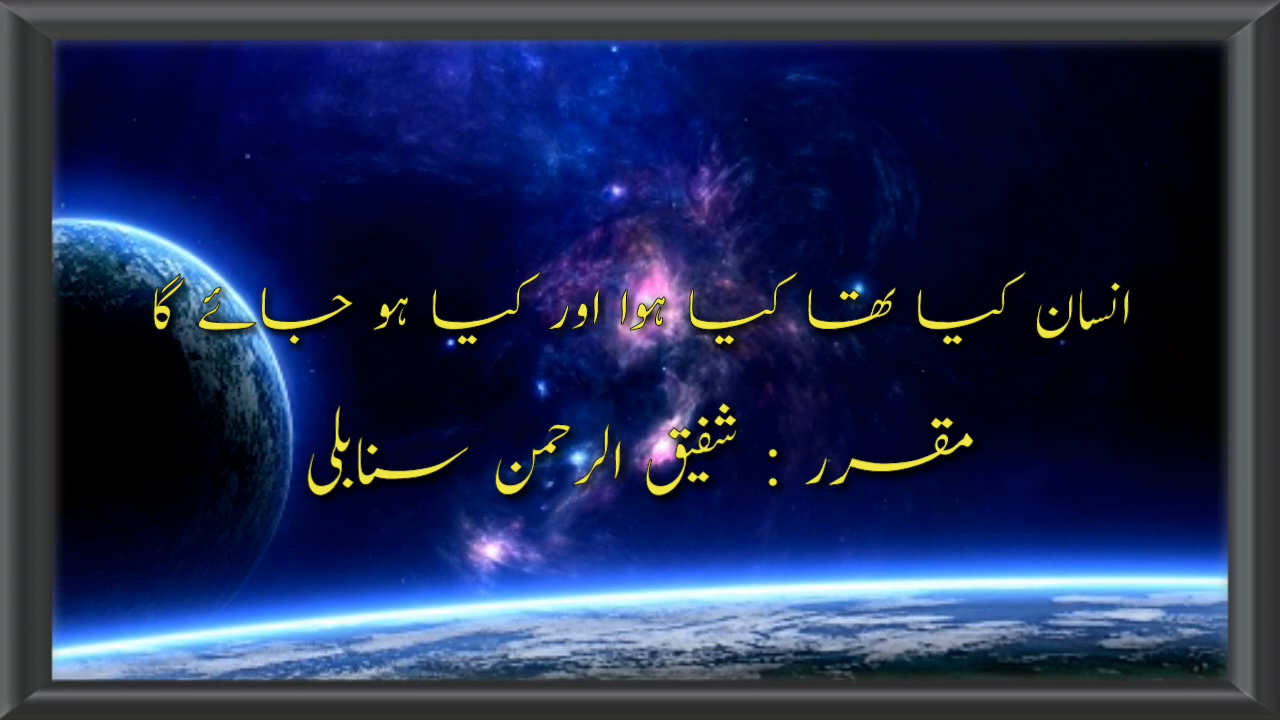 انسان کیا تھا کیا ہوا اور کیا ہو جائے گا
مقرر : شفیق الرحمن سنابلی